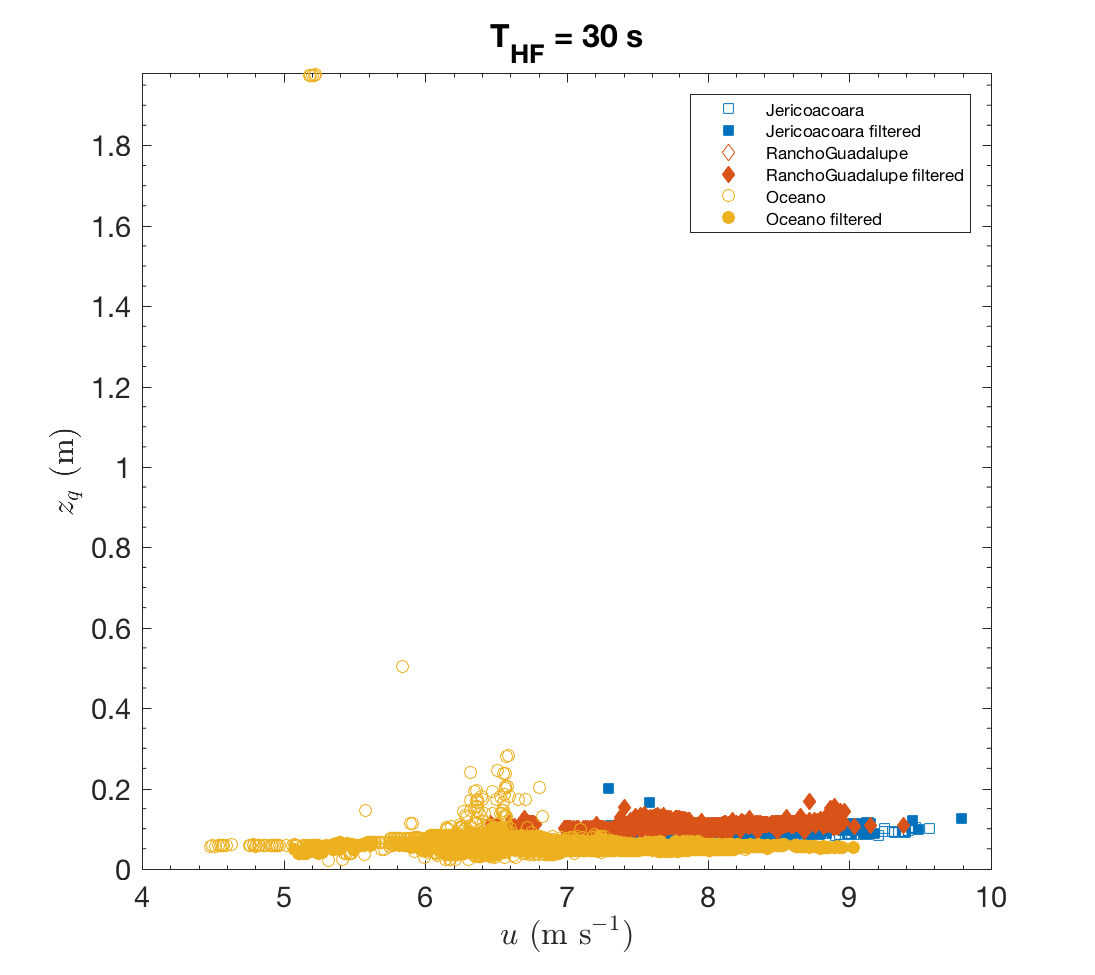 T_HF = 30 s
Jericoacoara
Jericoacoara filtered
RanchoGuadalupe
RanchoGuadalupe filtered
Oceano
Oceano filtered
1.8
1.6
1.4
1.2
1
0.8
0.6
0.4
0.2
0
z_q (m)
4 5 6 7 8 9 10
u (m s⁻¹)